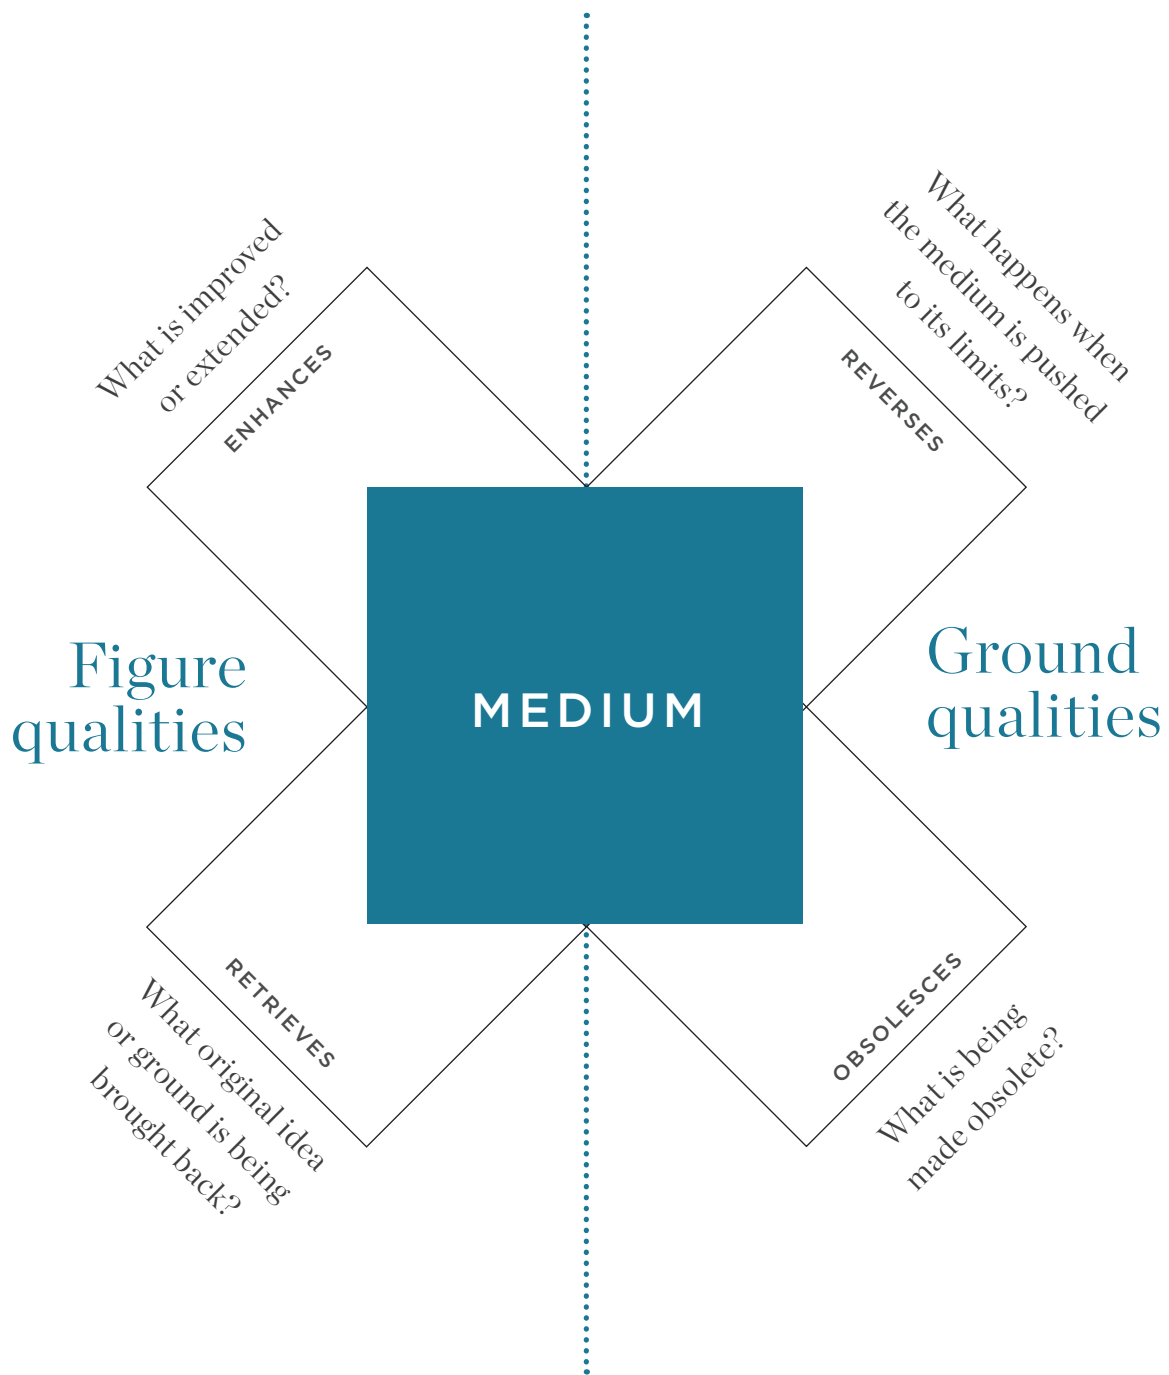 What is improved
or extended?
ENHANCES
What happens when
the medium is pushed
to its limits?
REVERSES
Figure
qualities
MEDIUM
Ground
qualities
RETRIEVES
What original idea
or ground is being
brought back?
OBSOLESCES
What is being
made obsolete?